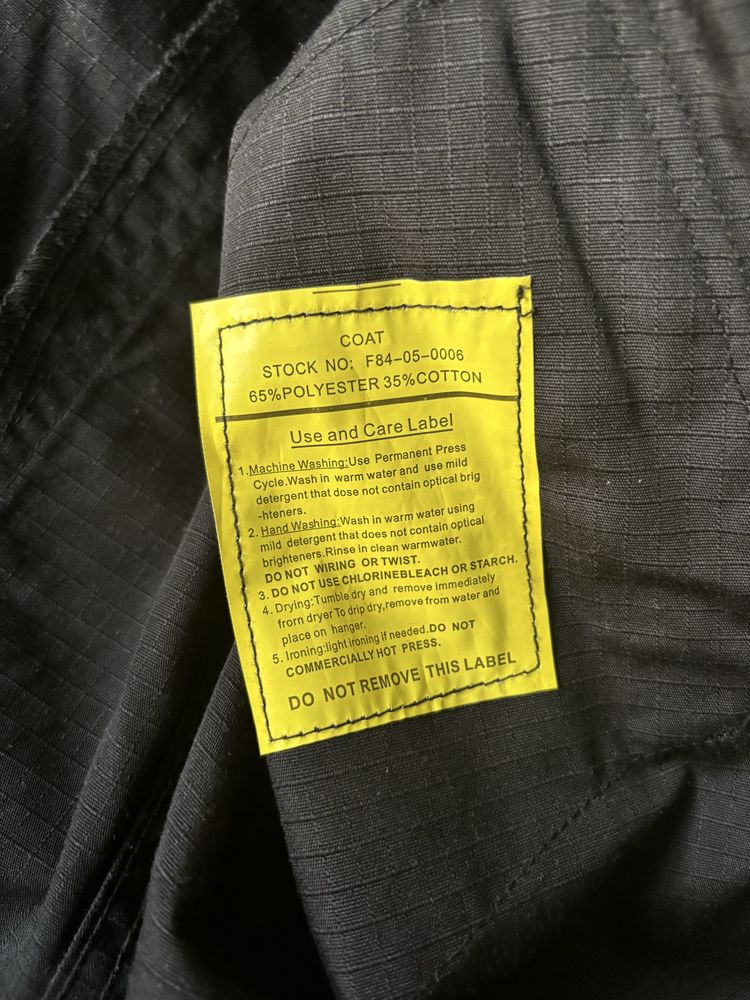 COAT
STOCK NO: F84-05-0006
65%POLYESTER 35%COTTON
Use and Care Label
1.Machine Washing:Use Permanent Press
Cycle.Wash in warm water and use mild
detergent that dose not contain optical brig
-hteners.
2. Hand Washing:Wash in warm water using
mild detergent that does not contain optical
brighteners.Rinse in clean warmwater.
DO NOT WIRING OR TWIST.
3. DO NOT USE CHLORINEBLEACH OR STARCH.
4. Drying:Tumble dry and remove immediately
frorn dryer To drip dry,remove from water and
place on hanger.
5. Ironing:light ironing if needed.DO NOT
COMMERCIALLY HOT PRESS.
DO NOT REMOVE THIS LABEL